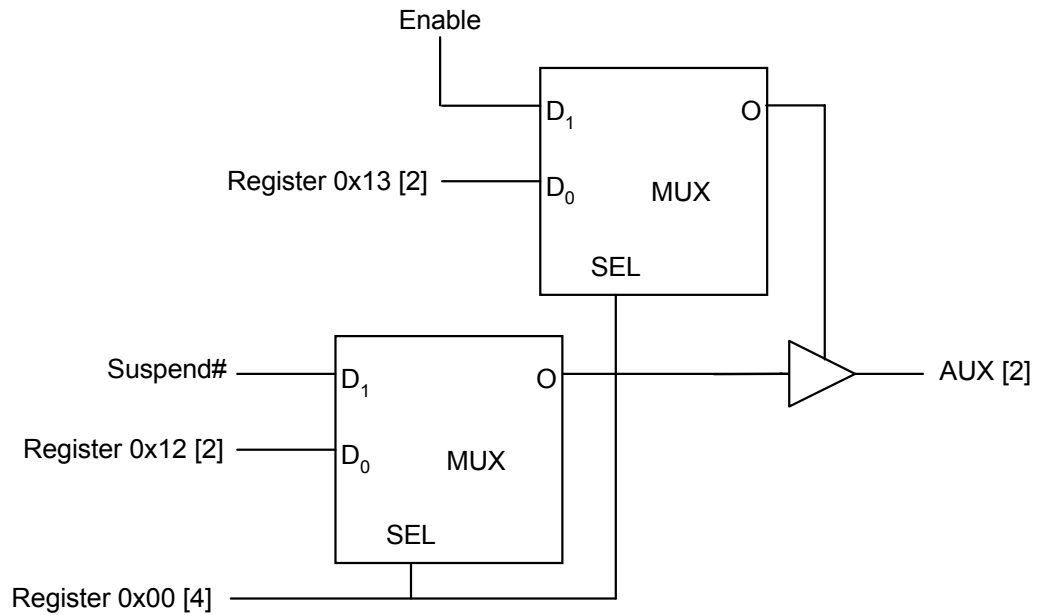 Enable
D1
O
Register 0x13 [2]
D0
MUX
SEL
Suspend#
D1
O
AUX [2]
Register 0x12 [2]
D0
MUX
SEL
Register 0x00 [4]